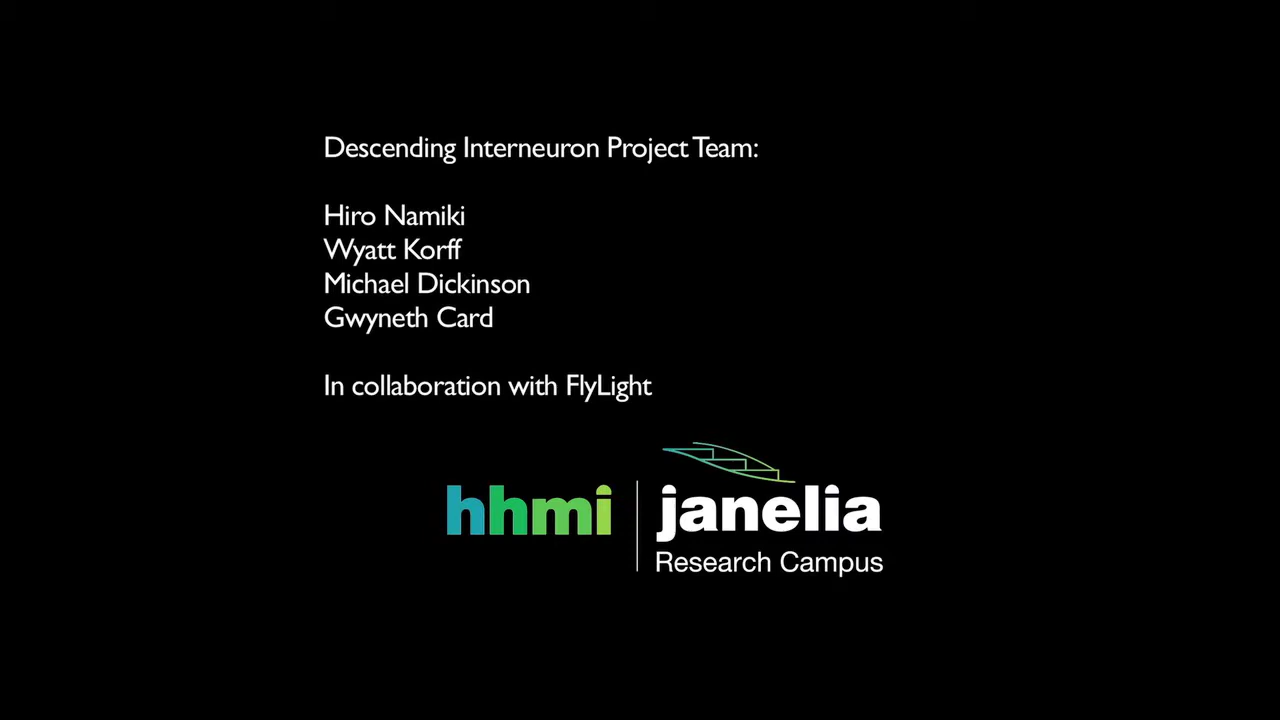 Descending Interneuron Project Team:
Hiro Namiki
Wyatt Korff
Michael Dickinson
Gwyneth Card
In collaboration with FlyLight
hhmi
janelia
Research Campus